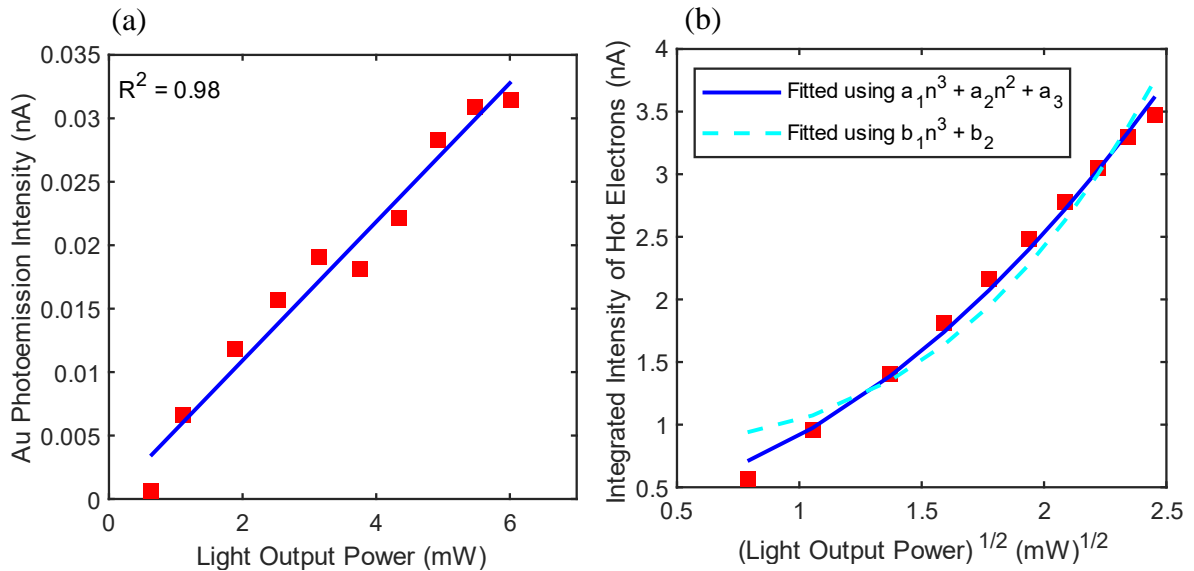 (a)
0.035
0.03
0.025
0.02
0.015
0.01
0.005
0
R² = 0.98
Au Photoemission Intensity (nA)
0 2 4 6
Light Output Power (mW)
(b)
4
3.5
3
2.5
2
1.5
1
0.5
Fitted using a₁n³ + a₂n² + a₃
Fitted using b₁n³ + b₂
Integrated Intensity of Hot Electrons (nA)
0.5 1 1.5 2 2.5
(Light Output Power) ^1/2 (mW)^1/2